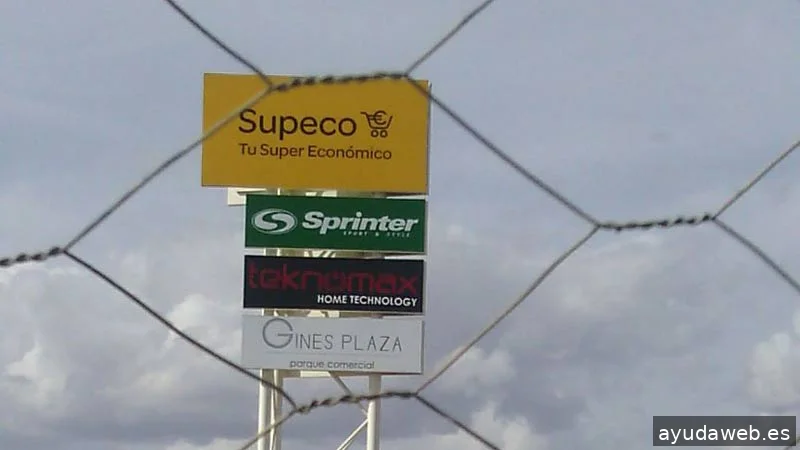 Supeco
Tu Super Económico
Sprinter
SPORT & STYLE
teknomax
HOME TECHNOLOGY
GINES PLAZA
parque comercial
ayudaweb.es